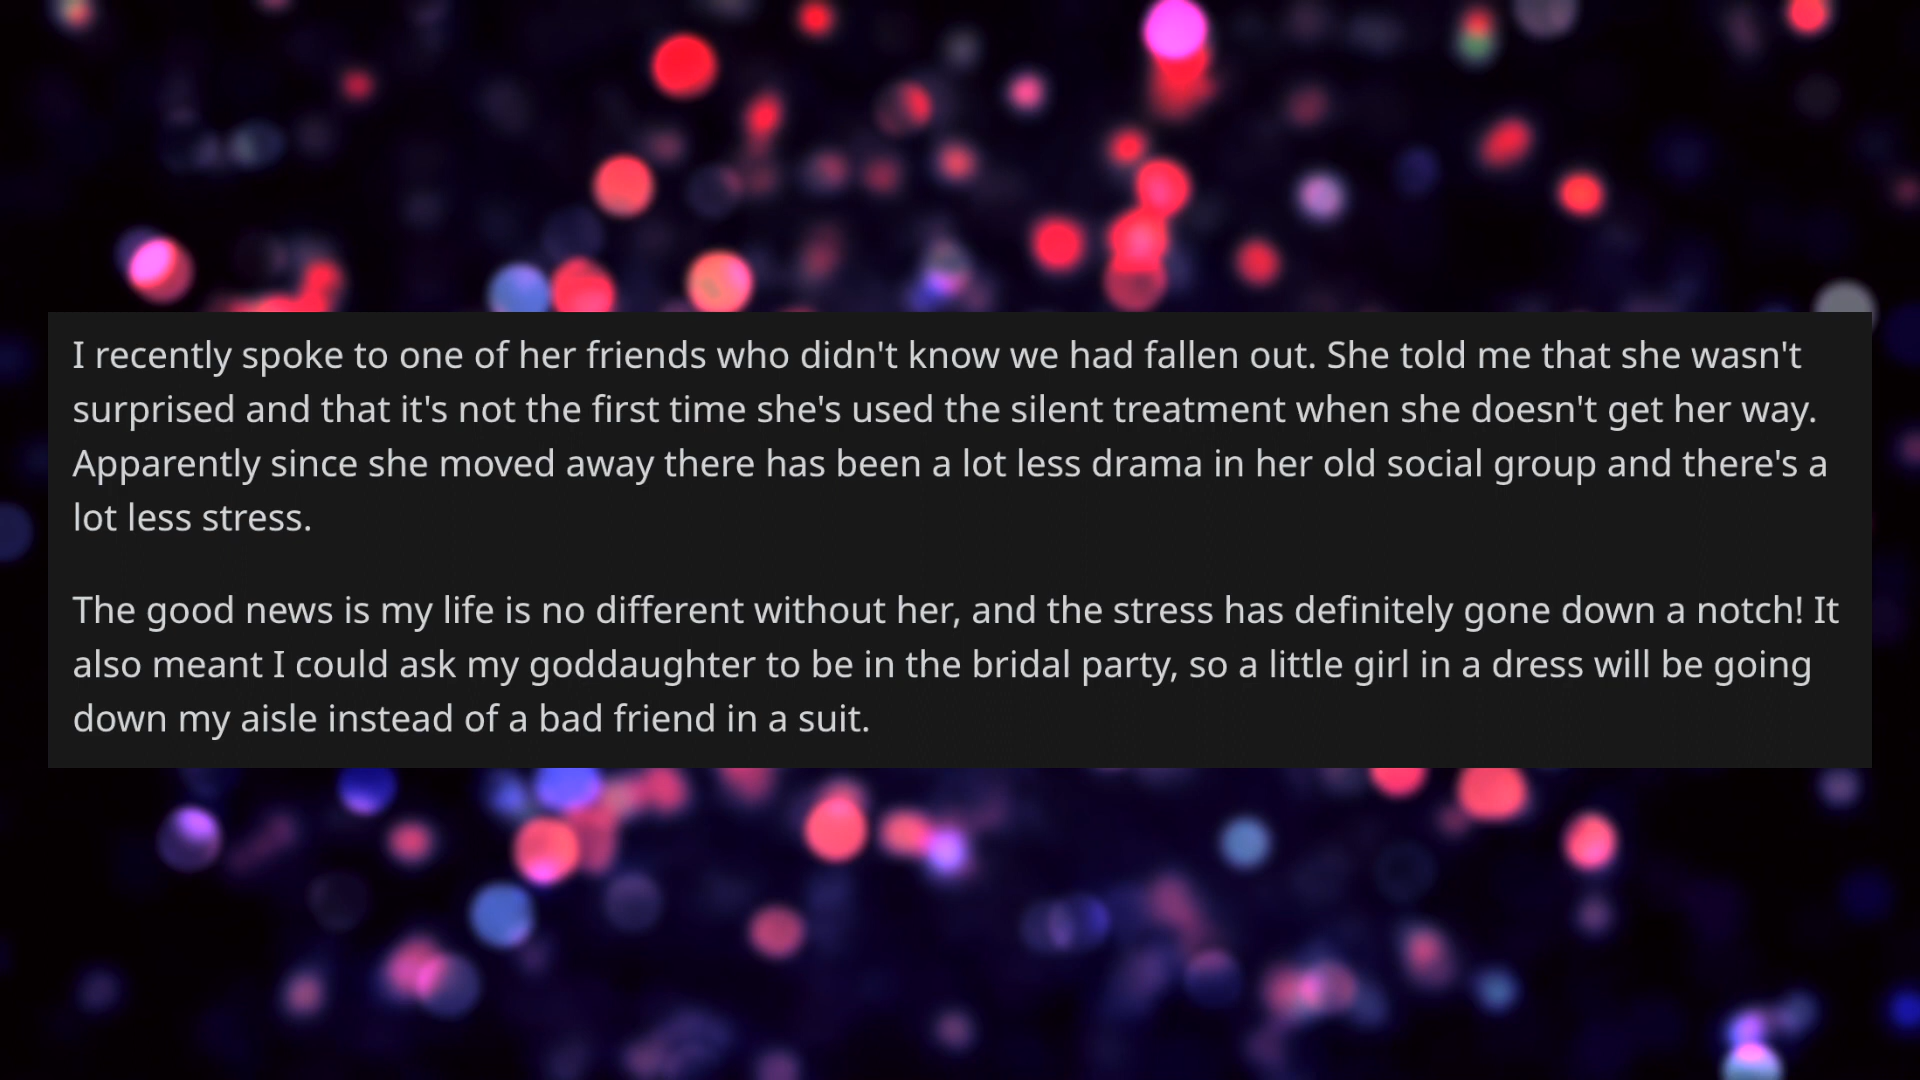 I recently spoke to one of her friends who didn't know we had fallen out. She told me that she wasn't
surprised and that it's not the first time she's used the silent treatment when she doesn't get her way.
Apparently since she moved away there has been a lot less drama in her old social group and there's a
lot less stress.
The good news is my life is no different without her, and the stress has definitely gone down a notch! It
also meant I could ask my goddaughter to be in the bridal party, so a little girl in a dress will be going
down my aisle instead of a bad friend in a suit.